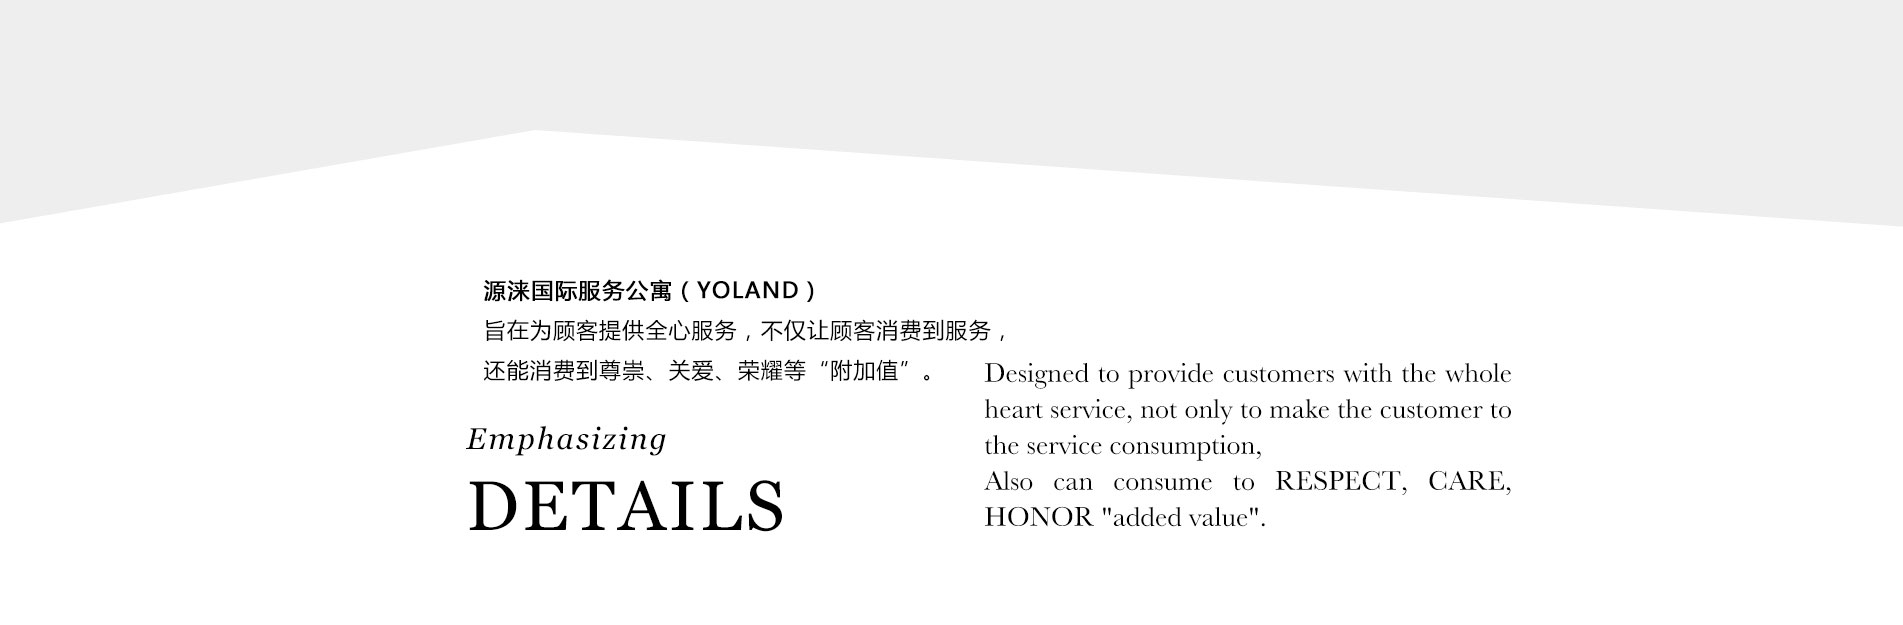 源涞国际服务公寓（YOLAND）
旨在为顾客提供全心服务，不仅让顾客消费到服务，
还能消费到尊崇、关爱、荣耀等“附加值”。
Emphasizing
DETAILS
Designed to provide customers with the whole
heart service, not only to make the customer to
the service consumption,
Also can consume to RESPECT, CARE,
HONOR "added value".